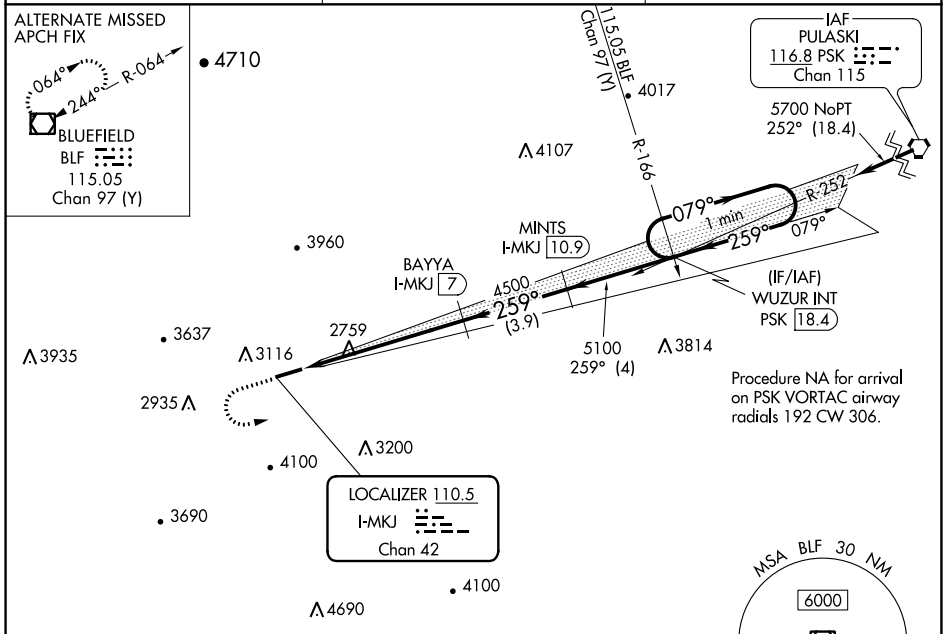 ALTERNATE MISSED
APCH FIX
064°
244°
R-064
BLUEFIELD
BLF
115.05
Chan 97 (Y)
4710
115.05 BLF
Chan 97 (Y)
4017
R-166
IAF
PULASKI
116.8 PSK
Chan 115
5700 NoPT
252° (18.4)
4107
R-252
079°
1 min
259°
079°
MINTS
I-MKJ 10.9
3960
BAYYA
I-MKJ 7
4500
259°
(3.9)
(IF/IAF)
WUZUR INT
PSK 18.4
3637
2759
3935
3116
5100
259° (4)
3814
Procedure NA for arrival
on PSK VORTAC airway
radials 192 CW 306.
2935
3200
4100
LOCALIZER 110.5
I-MKJ
Chan 42
3690
4100
4690
MSA BLF 30 NM
6000